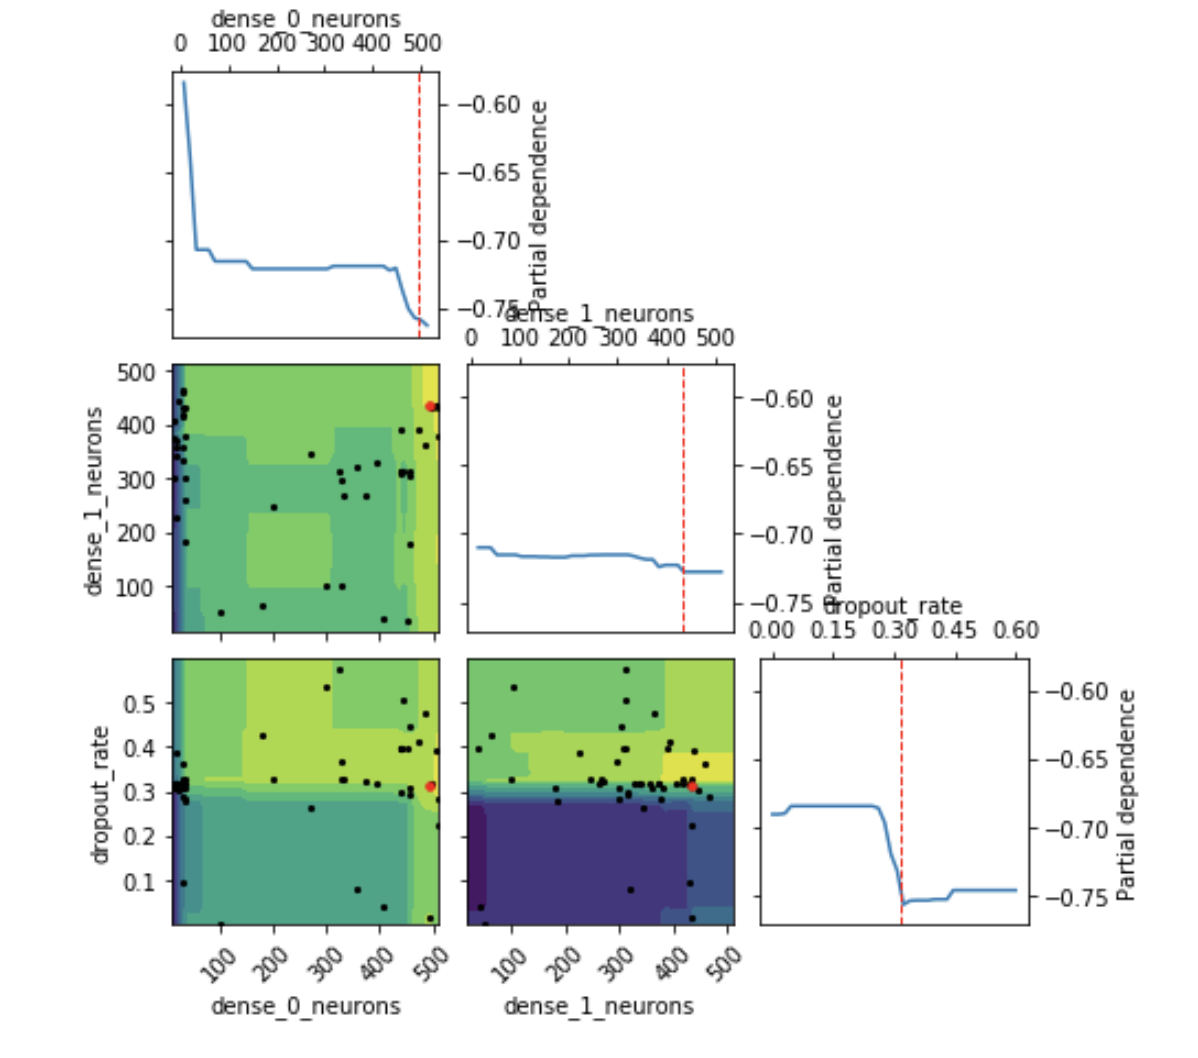 dense_0_neurons
0 100 200 300 400 500
−0.60
−0.65
−0.70
−0.75
Partial dependence
dense_1_neurons
0 100 200 300 400 500
500
400
300
200
100
dense_1_neurons
−0.60
−0.65
−0.70
−0.75
Partial dependence
dropout_rate
0.00 0.15 0.30 0.45 0.60
0.5
0.4
0.3
0.2
0.1
dropout_rate
−0.60
−0.65
−0.70
−0.75
Partial dependence
100 200 300 400 500
dense_0_neurons
100 200 300 400 500
dense_1_neurons